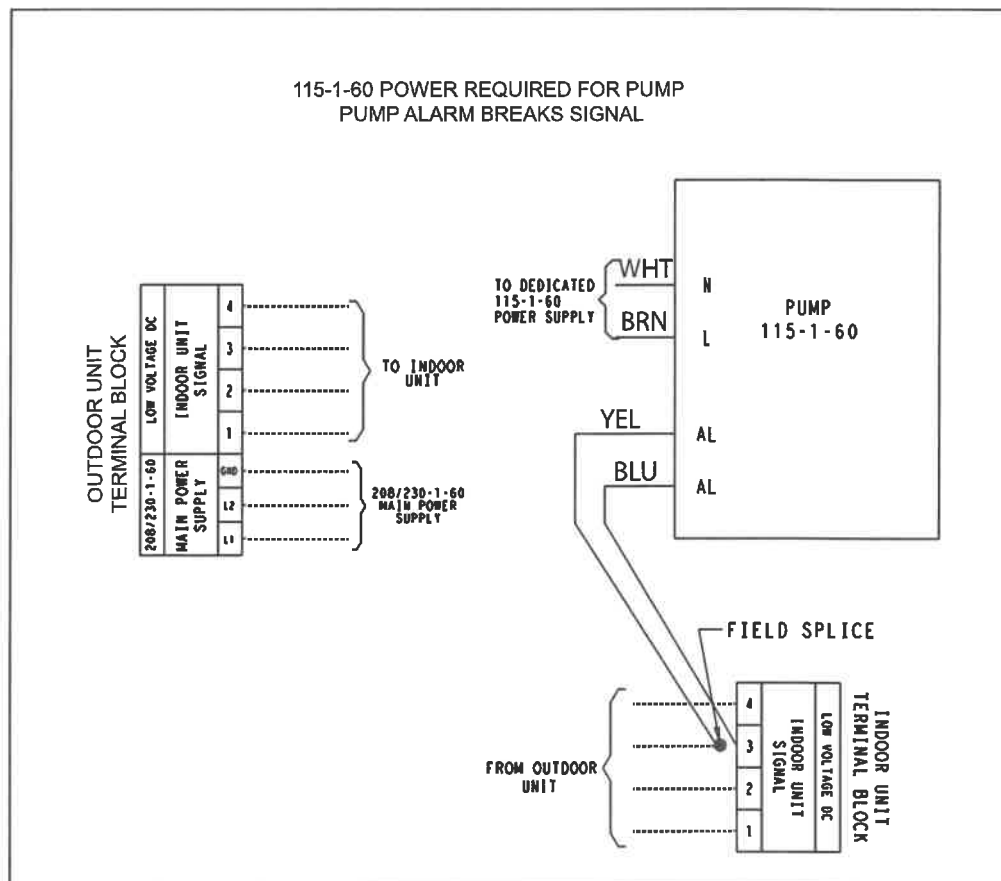 115-1-60 POWER REQUIRED FOR PUMP
PUMP ALARM BREAKS SIGNAL
OUTDOOR UNIT
TERMINAL BLOCK
LOW VOLTAGE DC
INDOOR UNIT
SIGNAL
4
3
2
1
TO INDOOR
UNIT
208/230-1-60
MAIN POWER
SUPPLY
GND
L2
L1
208/230-1-60
MAIN POWER
SUPPLY
TO DEDICATED
115-1-60
POWER SUPPLY
WHT
BRN
N
L
PUMP
115-1-60
YEL
BLU
AL
AL
FIELD SPLICE
FROM OUTDOOR
UNIT
4
3
2
1
INDOOR UNIT
SIGNAL
LOW VOLTAGE DC
INDOOR UNIT
TERMINAL BLOCK